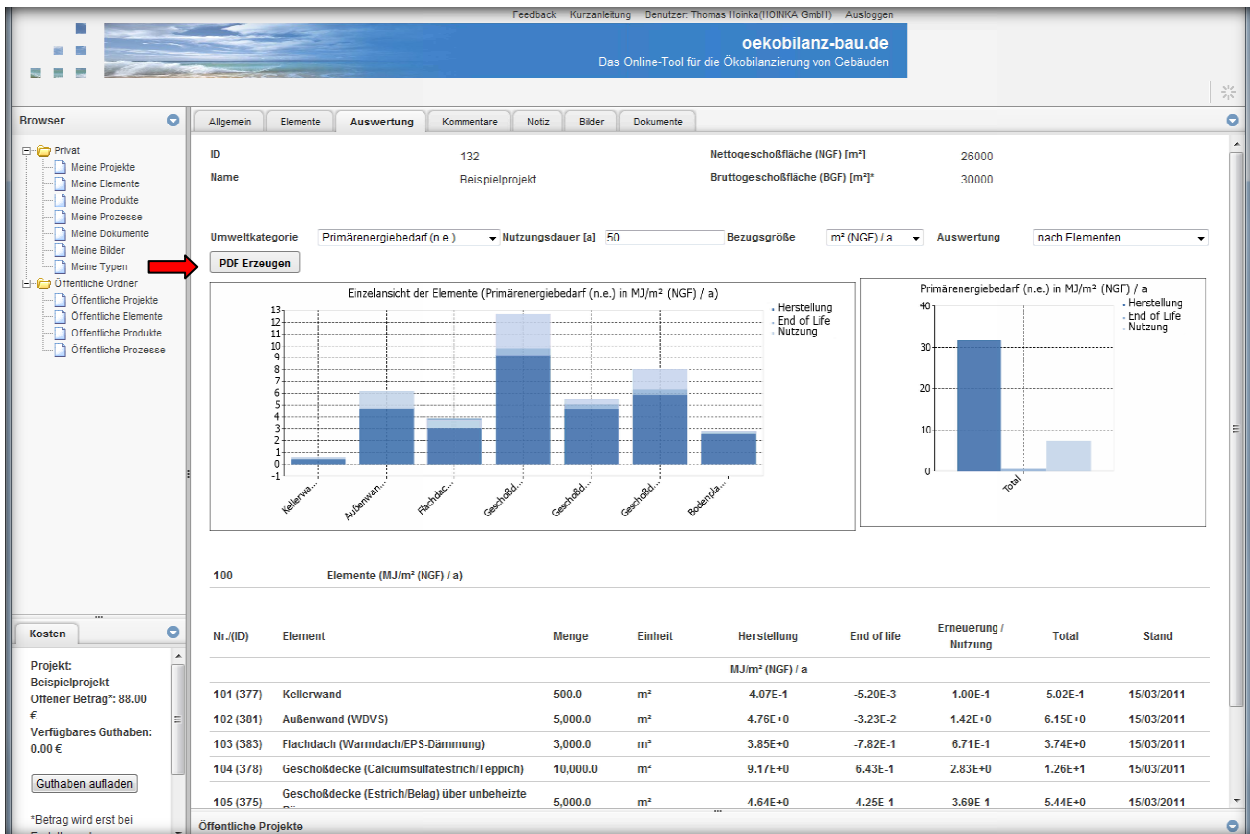 Feedback Kurzanleitung Benutzer: Thomas Hoinka(HOINKA GmbH) Ausloggen
oekobilanz-bau.de
Das Online-Tool für die Ökobilanzierung von Gebäuden
Browser
Privat
Meine Projekte
Meine Elemente
Meine Produkte
Meine Prozesse
Meine Dokumente
Meine Bilder
Meine Typen
Öffentliche Ordner
Öffentliche Projekte
Öffentliche Elemente
Öffentliche Produkte
Öffentliche Prozesse
Kosten
Projekt:
Beispielprojekt
Offener Betrag*: 88.00
€
Verfügbares Guthaben:
0.00 €
Guthaben aufladen
*Betrag wird erst bei
Allgemein Elemente Auswertung Kommentare Notiz Bilder Dokumente
ID 132 Nettogeschoßfläche (NGF) [m²] 26000
Name Beispielprojekt Bruttogeschoßfläche (BGF) [m²]* 30000
Umweltkategorie Primärenergiebedarf (n.e.) Nutzungsdauer [a] 50 Bezugsgröße m² (NGF) / a Auswertung nach Elementen
PDF Erzeugen
Einzelansicht der Elemente (Primärenergiebedarf (n.e.) in MJ/m² (NGF) / a)
13
12
11
10
9
8
7
6
5
4
3
2
1
0
-1
Kellerwa...
Außenwan...
Flachdac...
Geschoßd...
Geschoßd...
Geschoßd...
Bodenpla...
Herstellung
End of Life
Nutzung
Primärenergiebedarf (n.e.) in MJ/m² (NGF) / a
40
30
20
10
0
Total
Herstellung
End of Life
Nutzung
100 Elemente (MJ/m² (NGF) / a)
Nr./(ID) Element Menge Einheit Herstellung End of life Erneuerung / Nutzung Total Stand
MJ/m² (NGF) / a
101 (377) Kellerwand 500.0 m² 4.07E-1 -5.20E-3 1.00E-1 5.02E-1 15/03/2011
102 (381) Außenwand (WDVS) 5,000.0 m² 4.76E+0 -3.23E-2 1.42E+0 6.15E+0 15/03/2011
103 (383) Flachdach (Warmdach/EPS-Dämmung) 3,000.0 m² 3.85E+0 -7.82E-1 6.71E-1 3.74E+0 15/03/2011
104 (378) Geschoßdecke (Calciumsulfatestrich/Teppich) 10,000.0 m² 9.17E+0 6.43E-1 2.83E+0 1.26E+1 15/03/2011
105 (375) Geschoßdecke (Estrich/Belag) über unbeheizte 5,000.0 m² 4.64E+0 4.25E-1 3.69E-1 5.44E+0 15/03/2011
Öffentliche Projekte